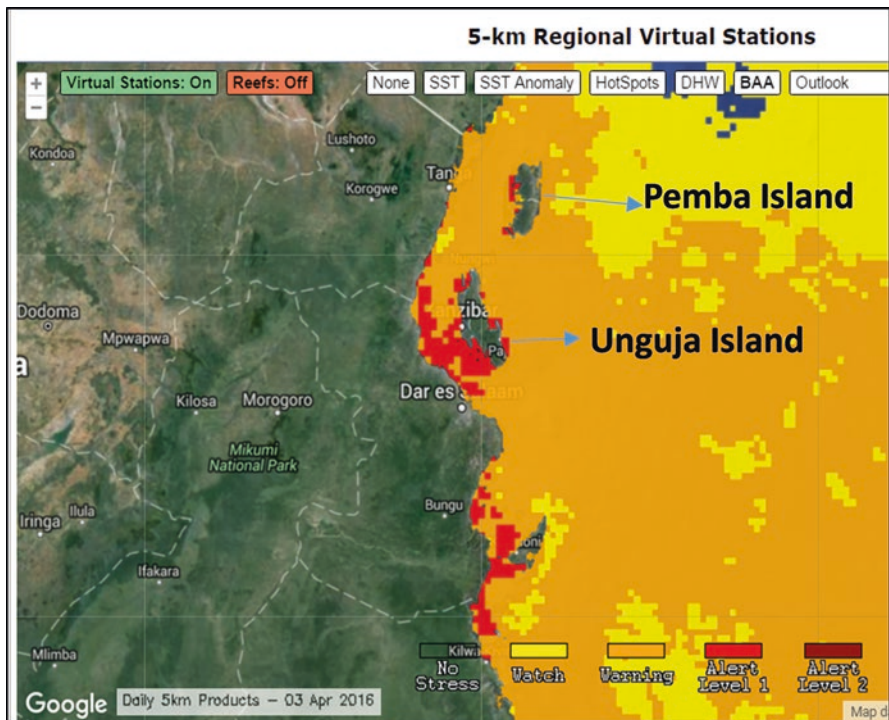 5-km Regional Virtual Stations
+
−
Virtual Stations: On
Reefs: Off
None
SST
SST Anomaly
HotSpots
DHW
BAA
Outlook
Lushoto
Kondoa
Korogwe
Pemba Island
Nungwi
Dodoma
Mpwapwa
Unguja Island
Kilosa
Morogoro
Dar es Salaam
Mikumi
National Park
Bungu
Iringa
Ilula
Ifakara
Mlimba
Kilwa
No
Stress
Watch
Warning
Alert
Level 1
Alert
Level 2
Google
Daily 5km Products – 03 Apr 2016
Map d